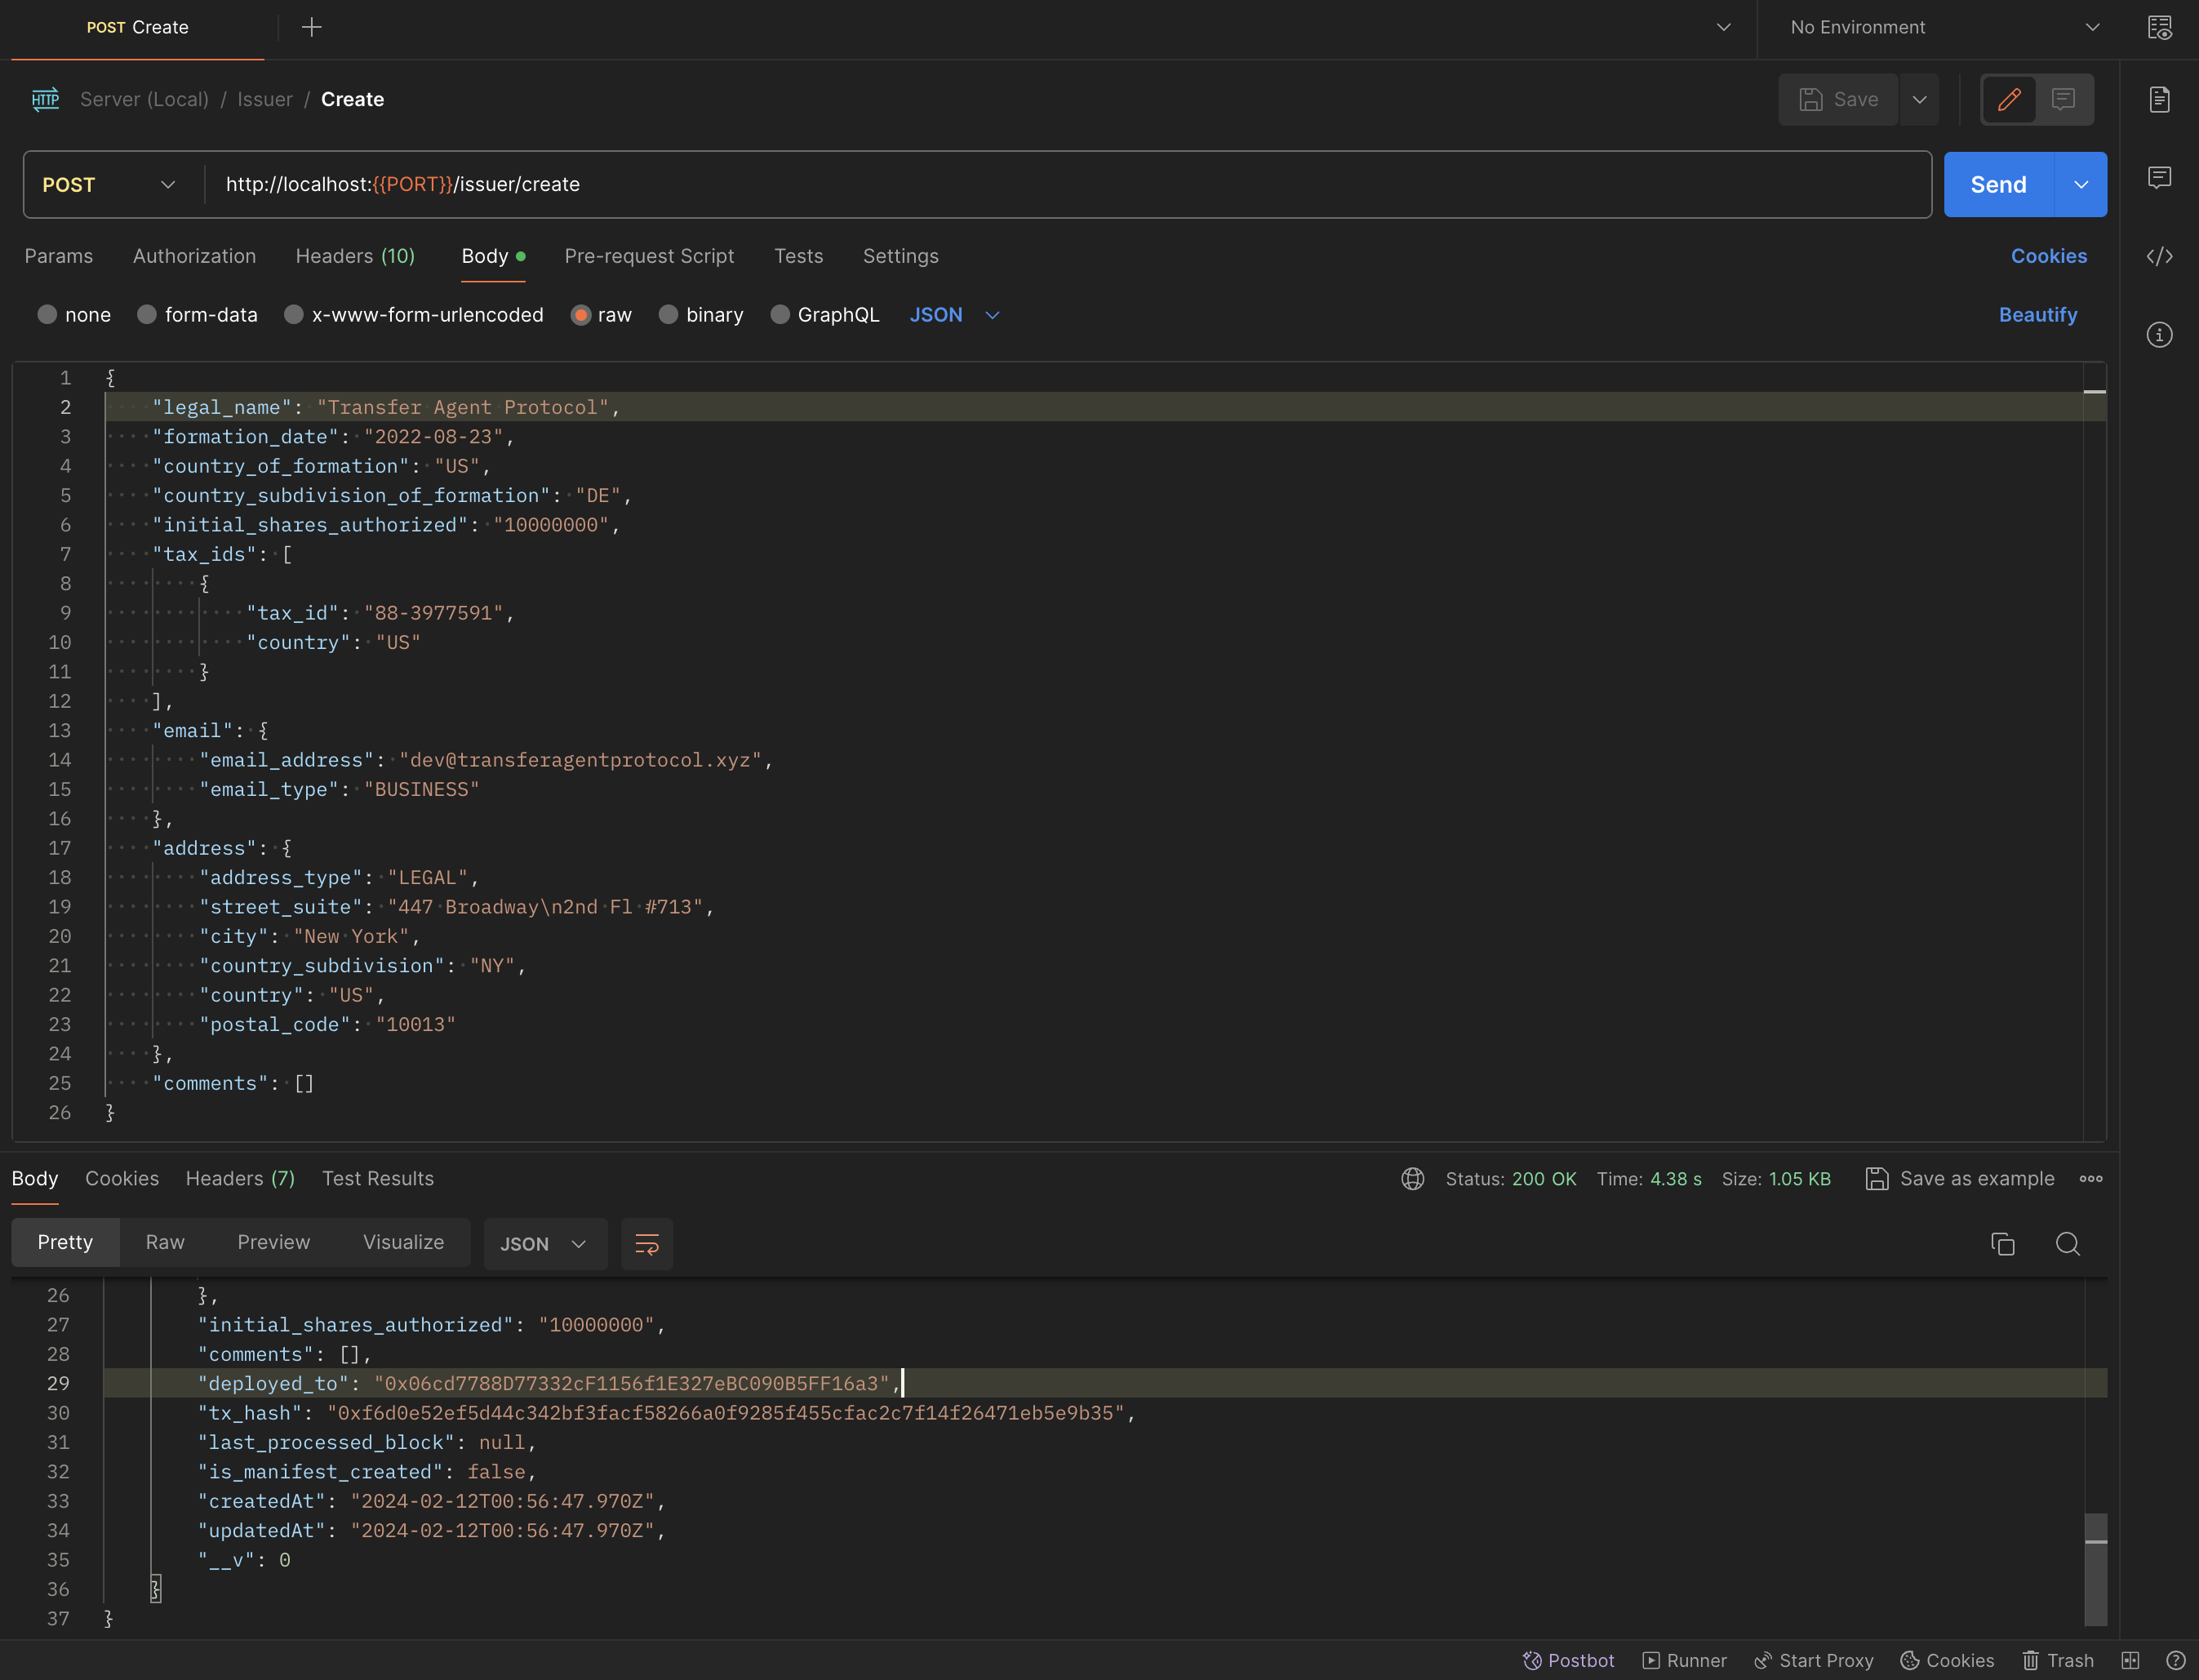 POST Create
No Environment
HTTP Server (Local) / Issuer / Create
Save
POST http://localhost:{{PORT}}/issuer/create Send
Params Authorization Headers (10) Body Pre-request Script Tests Settings Cookies
none form-data x-www-form-urlencoded raw binary GraphQL JSON Beautify
1 {
2 "legal_name": "Transfer Agent Protocol",
3 "formation_date": "2022-08-23",
4 "country_of_formation": "US",
5 "country_subdivision_of_formation": "DE",
6 "initial_shares_authorized": "10000000",
7 "tax_ids": [
8 {
9 "tax_id": "88-3977591",
10 "country": "US"
11 }
12 ],
13 "email": {
14 "email_address": "dev@transferagentprotocol.xyz",
15 "email_type": "BUSINESS"
16 },
17 "address": {
18 "address_type": "LEGAL",
19 "street_suite": "447 Broadway\n2nd Fl #713",
20 "city": "New York",
21 "country_subdivision": "NY",
22 "country": "US",
23 "postal_code": "10013"
24 },
25 "comments": []
26 }
Body Cookies Headers (7) Test Results Status: 200 OK Time: 4.38 s Size: 1.05 KB Save as example
Pretty Raw Preview Visualize JSON
26 },
27 "initial_shares_authorized": "10000000",
28 "comments": [],
29 "deployed_to": "0x06cd7788D77332cF1156f1E327eBC090B5FF16a3",
30 "tx_hash": "0xf6d0e52ef5d44c342bf3facf58266a0f9285f455cfac2c7f14f26471eb5e9b35",
31 "last_processed_block": null,
32 "is_manifest_created": false,
33 "createdAt": "2024-02-12T00:56:47.970Z",
34 "updatedAt": "2024-02-12T00:56:47.970Z",
35 "__v": 0
36 }
37 }
Postbot Runner Start Proxy Cookies Trash